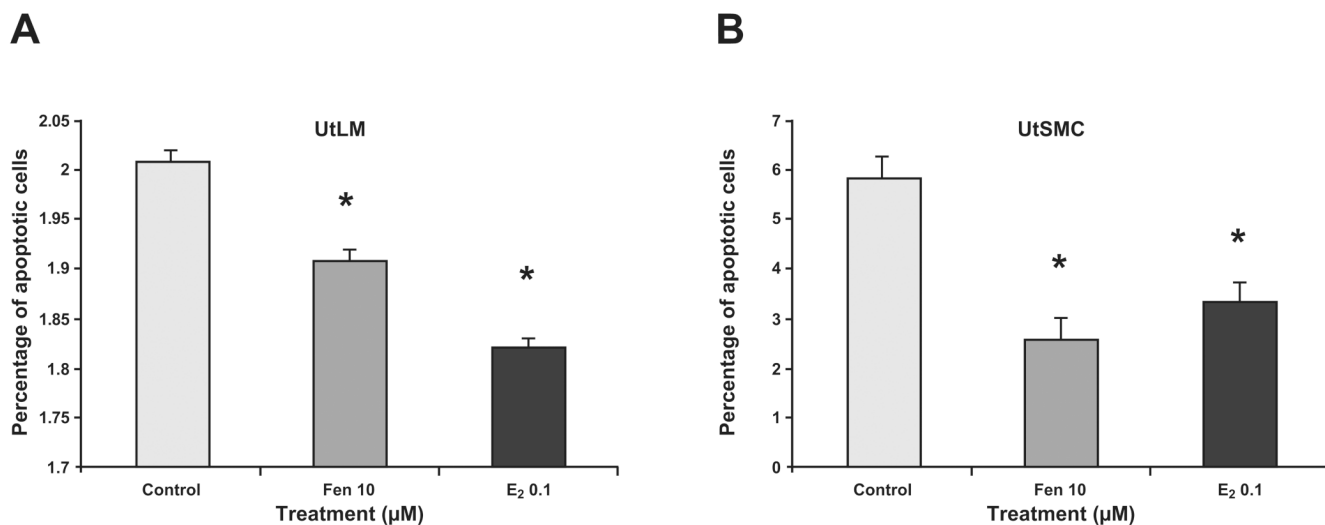 A
UtLM
Percentage of apoptotic cells
2.05
2
1.95
1.9
1.85
1.8
1.75
1.7
*
*
Control
Fen 10
E₂ 0.1
Treatment (µM)
B
UtSMC
Percentage of apoptotic cells
7
6
5
4
3
2
1
0
*
*
Control
Fen 10
E₂ 0.1
Treatment (µM)